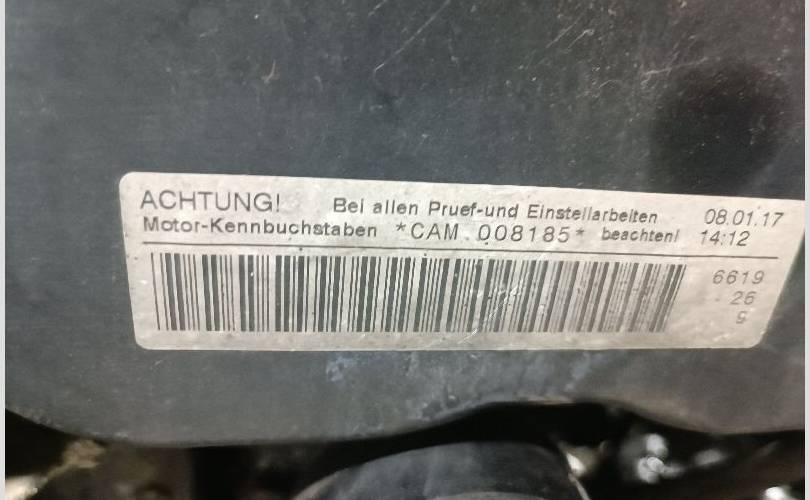 ACHTUNG! Bei allen Pruef-und Einstellarbeiten 08.01.17
Motor-Kennbuchstaben *CAM 008185* beachten! 14:12
6619
26
9